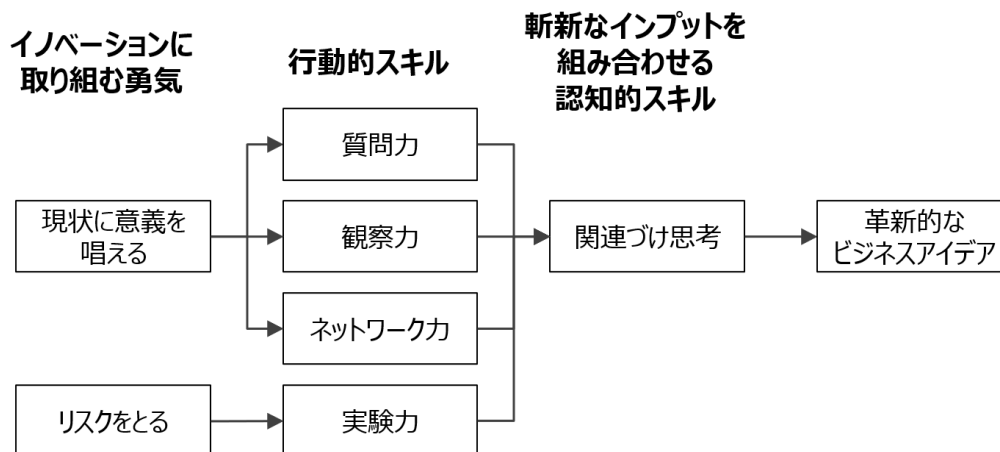 イノベーションに
取り組む勇気
行動的スキル
斬新なインプットを
組み合わせる
認知的スキル
質問力
現状に意義を
唱える
観察力
関連づけ思考
革新的な
ビジネスアイデア
ネットワーク力
リスクをとる
実験力